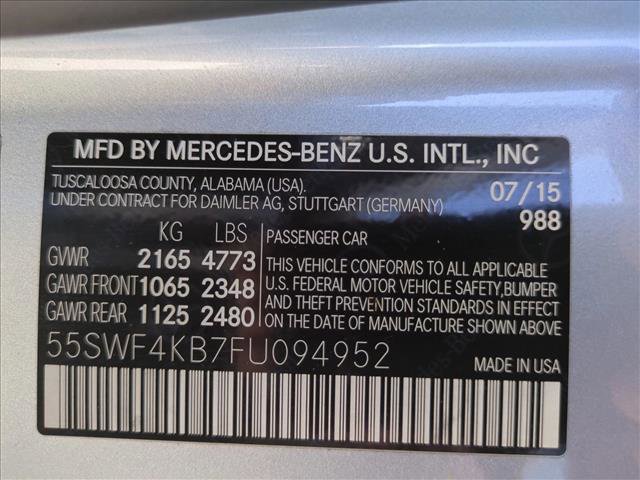 MFD BY MERCEDES-BENZ U.S. INTL., INC
TUSCALOOSA COUNTY, ALABAMA (USA). 07/15
UNDER CONTRACT FOR DAIMLER AG, STUTTGART (GERMANY) 988
KG LBS
GVWR 2165 4773
GAWR FRONT 1065 2348
GAWR REAR 1125 2480
PASSENGER CAR
THIS VEHICLE CONFORMS TO ALL APPLICABLE
U.S. FEDERAL MOTOR VEHICLE SAFETY, BUMPER
AND THEFT PREVENTION STANDARDS IN EFFECT
ON THE DATE OF MANUFACTURE SHOWN ABOVE.
55SWF4KB7FU094952
MADE IN USA